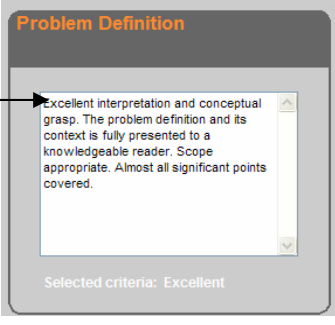 Problem Definition
Excellent interpretation and conceptual
grasp. The problem definition and its
context is fully presented to a
knowledgeable reader. Scope
appropriate. Almost all significant points
covered.
Selected criteria: Excellent